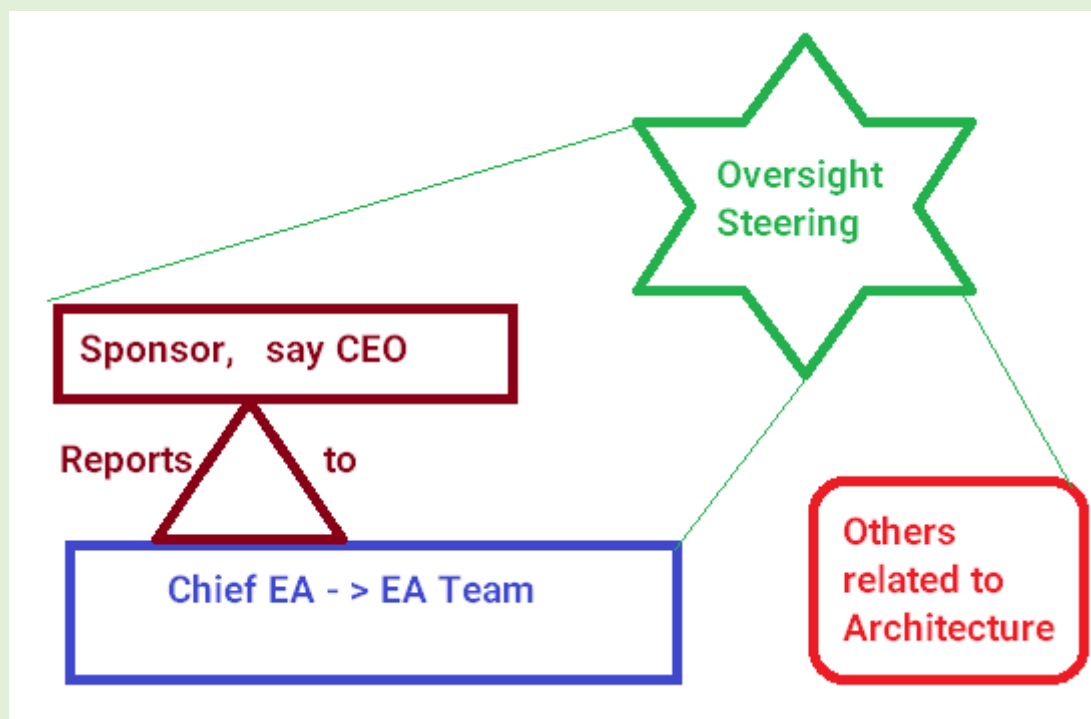 Oversight
Steering
Sponsor, say CEO
Reports to
Chief EA - > EA Team
Others
related to
Architecture